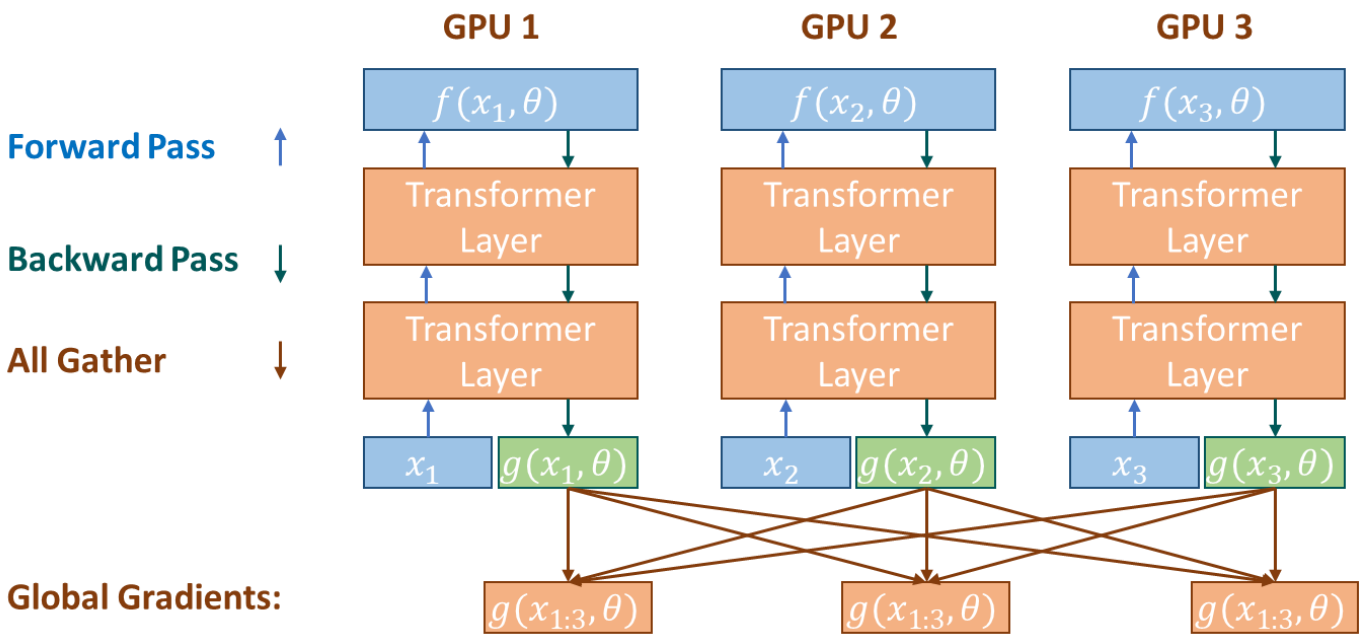 GPU 1 GPU 2 GPU 3
f(x₁, θ) f(x₂, θ) f(x₃, θ)
Forward Pass
Transformer Layer Transformer Layer Transformer Layer
Backward Pass
Transformer Layer Transformer Layer Transformer Layer
All Gather
x₁ g(x₁, θ) x₂ g(x₂, θ) x₃ g(x₃, θ)
Global Gradients: g(x₁:₃, θ) g(x₁:₃, θ) g(x₁:₃, θ)